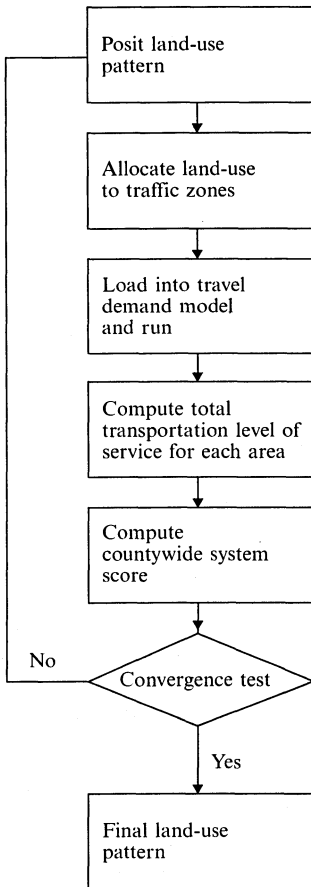 Posit land-use
pattern
Allocate land-use
to traffic zones
Load into travel
demand model
and run
Compute total
transportation level of
service for each area
Compute
countywide system
score
No
Convergence test
Yes
Final land-use
pattern